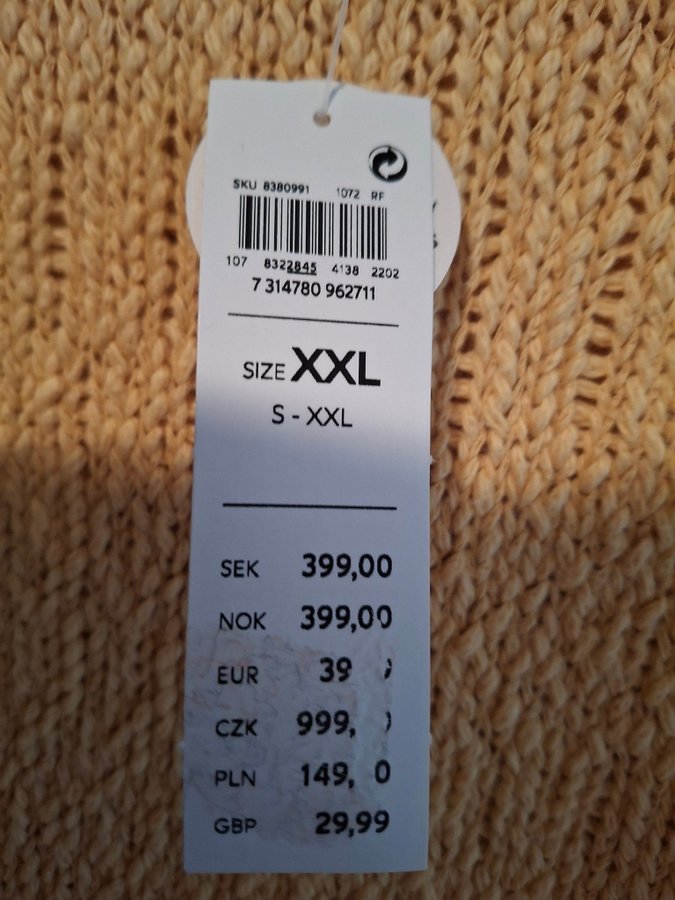 SKU 8380991 1072 RF
107 8322845 4138 2202
7 314780 962711
SIZE XXL
S - XXL
SEK 399,00
NOK 399,00
EUR 39
CZK 999,
PLN 149, 0
GBP 29,99